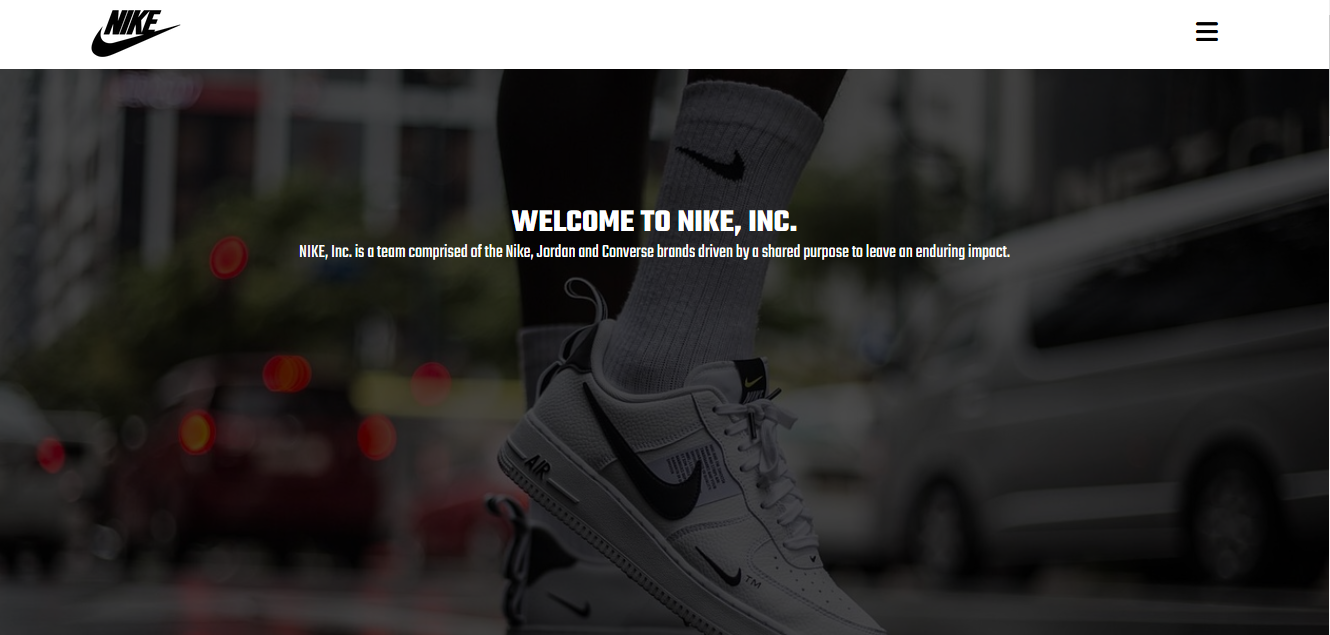 NIKE
WELCOME TO NIKE, INC.
NIKE, Inc. is a team comprised of the Nike, Jordan and Converse brands driven by a shared purpose to leave an enduring impact.
AIR
TM